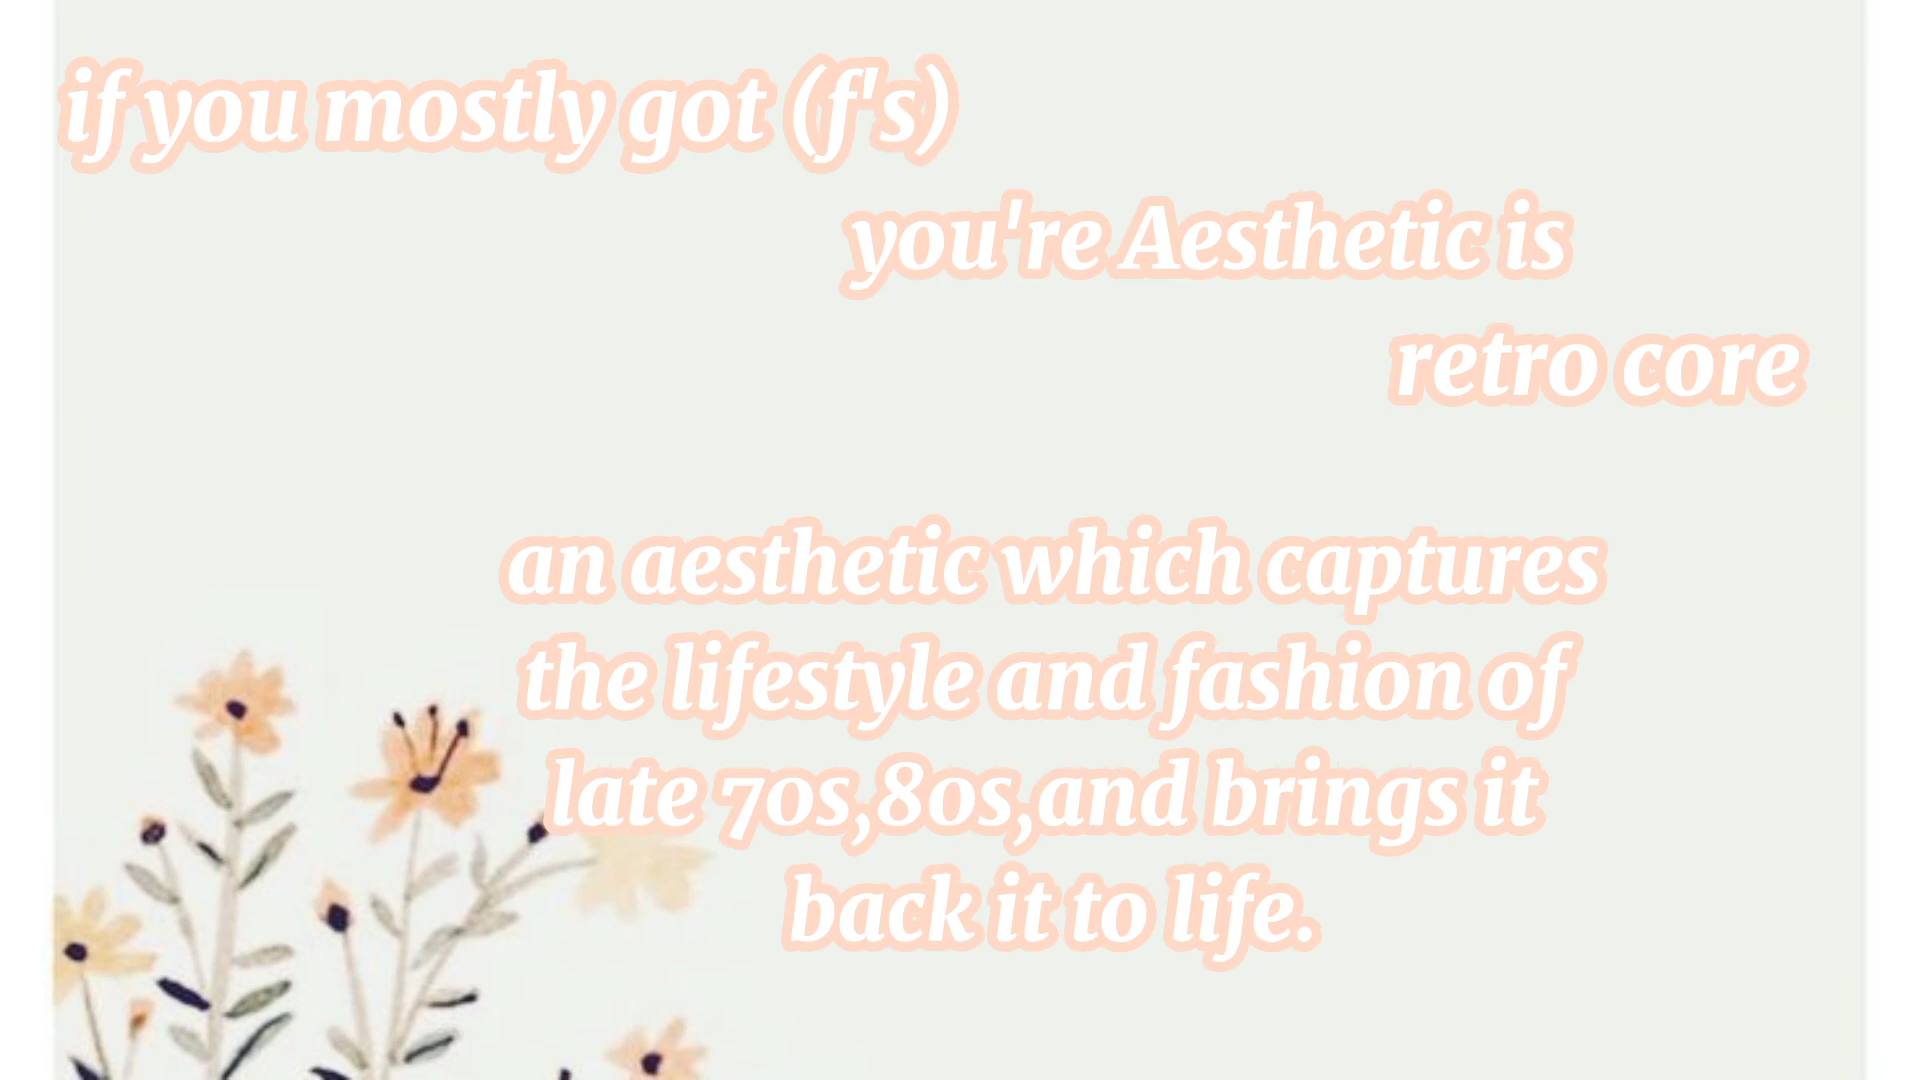 if you mostly got (f's)
you're Aesthetic is
retro core
an aesthetic which captures
the lifestyle and fashion of
late 70s,80s,and brings it
back it to life.